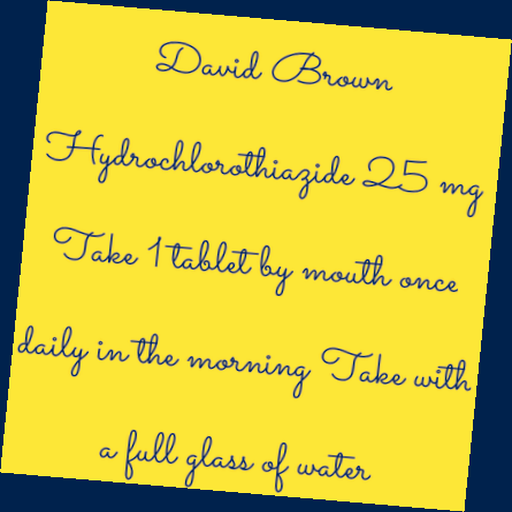 David Brown
Hydrochlorothiazide 25 mg
Take 1 tablet by mouth once
daily in the morning Take with
a full glass of water